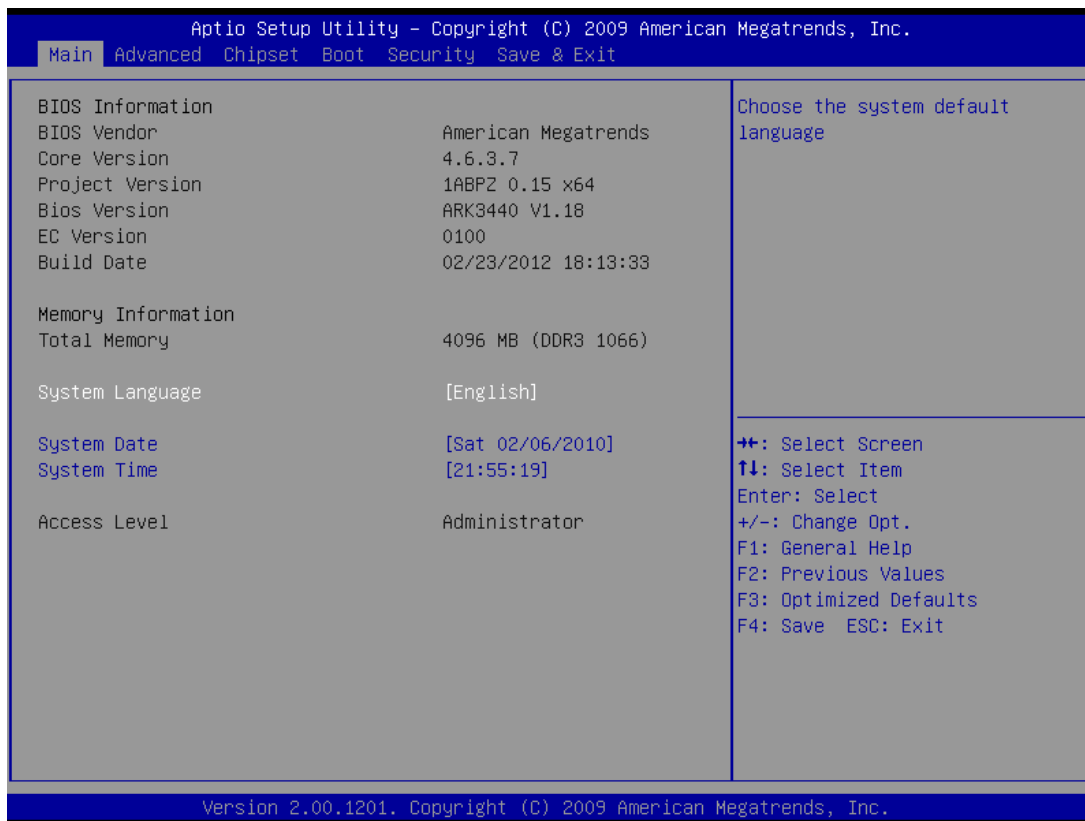 Aptio Setup Utility – Copyright (C) 2009 American Megatrends, Inc.
Main Advanced Chipset Boot Security Save & Exit
BIOS Information
BIOS Vendor American Megatrends
Core Version 4.6.3.7
Project Version 1ABPZ 0.15 x64
Bios Version ARK3440 V1.18
EC Version 0100
Build Date 02/23/2012 18:13:33
Memory Information
Total Memory 4096 MB (DDR3 1066)
System Language [English]
System Date [Sat 02/06/2010]
System Time [21:55:19]
Access Level Administrator
Choose the system default
language
→←: Select Screen
↑↓: Select Item
Enter: Select
+/-: Change Opt.
F1: General Help
F2: Previous Values
F3: Optimized Defaults
F4: Save ESC: Exit
Version 2.00.1201. Copyright (C) 2009 American Megatrends, Inc.